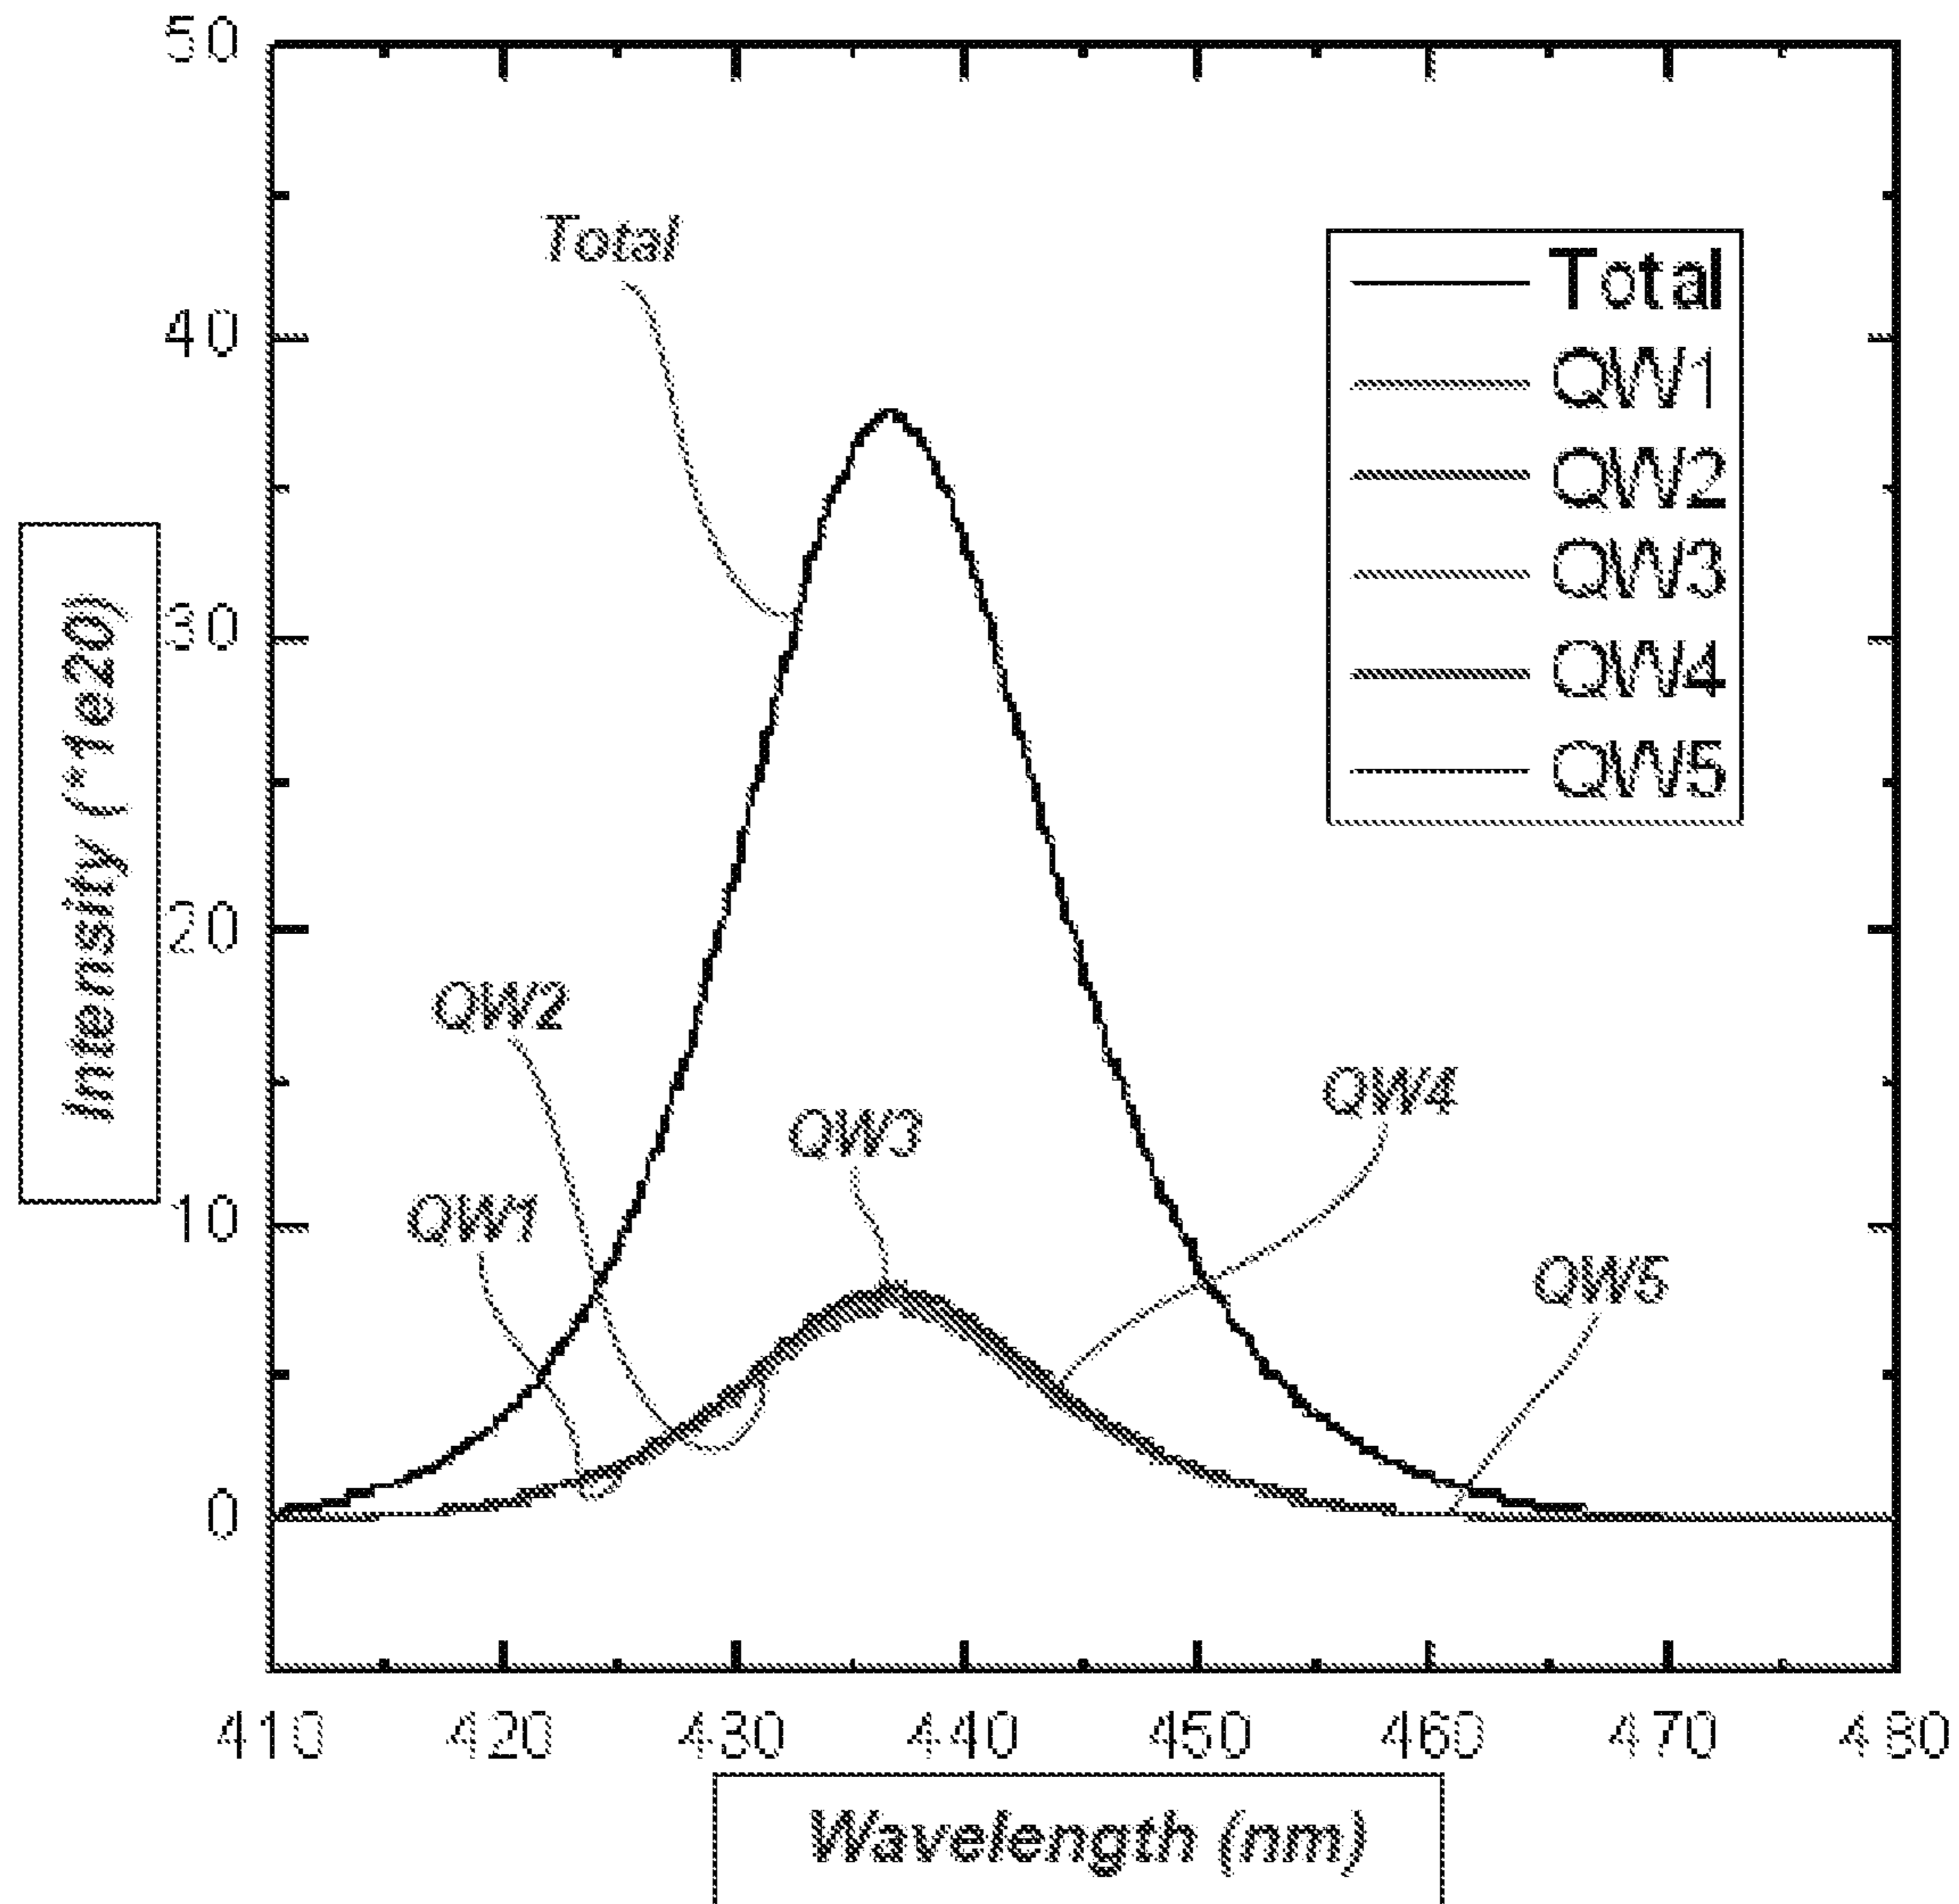 50
40
30
20
10
0
Intensity (*1e20)
Total
QW2
QW1
QW3
QW4
QW5
Total
QW1
QW2
QW3
QW4
QW5
410 420 430 440 450 460 470 480
Wavelength (nm)